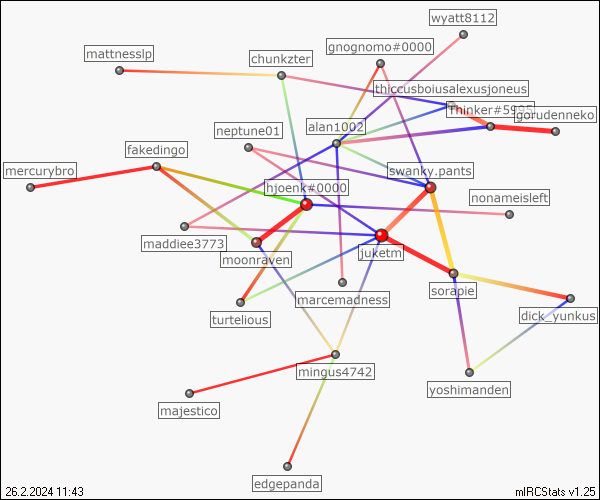 wyatt8112
gnognomo#0000
mattnesslp
chunkzter
thiccusboiusalexusjoneus
Thinker#5995
gorudenneko
alan1002
neptune01
fakedingo
mercurybro
swanky.pants
hjoenk#0000
nonameisleft
maddiee3773
moonraven
juketm
sorapie
marcemadness
turtelious
dick_yunkus
mingus4742
yoshimanden
majestico
edgepanda
26.2.2024 11:43
mIRCStats v1.25